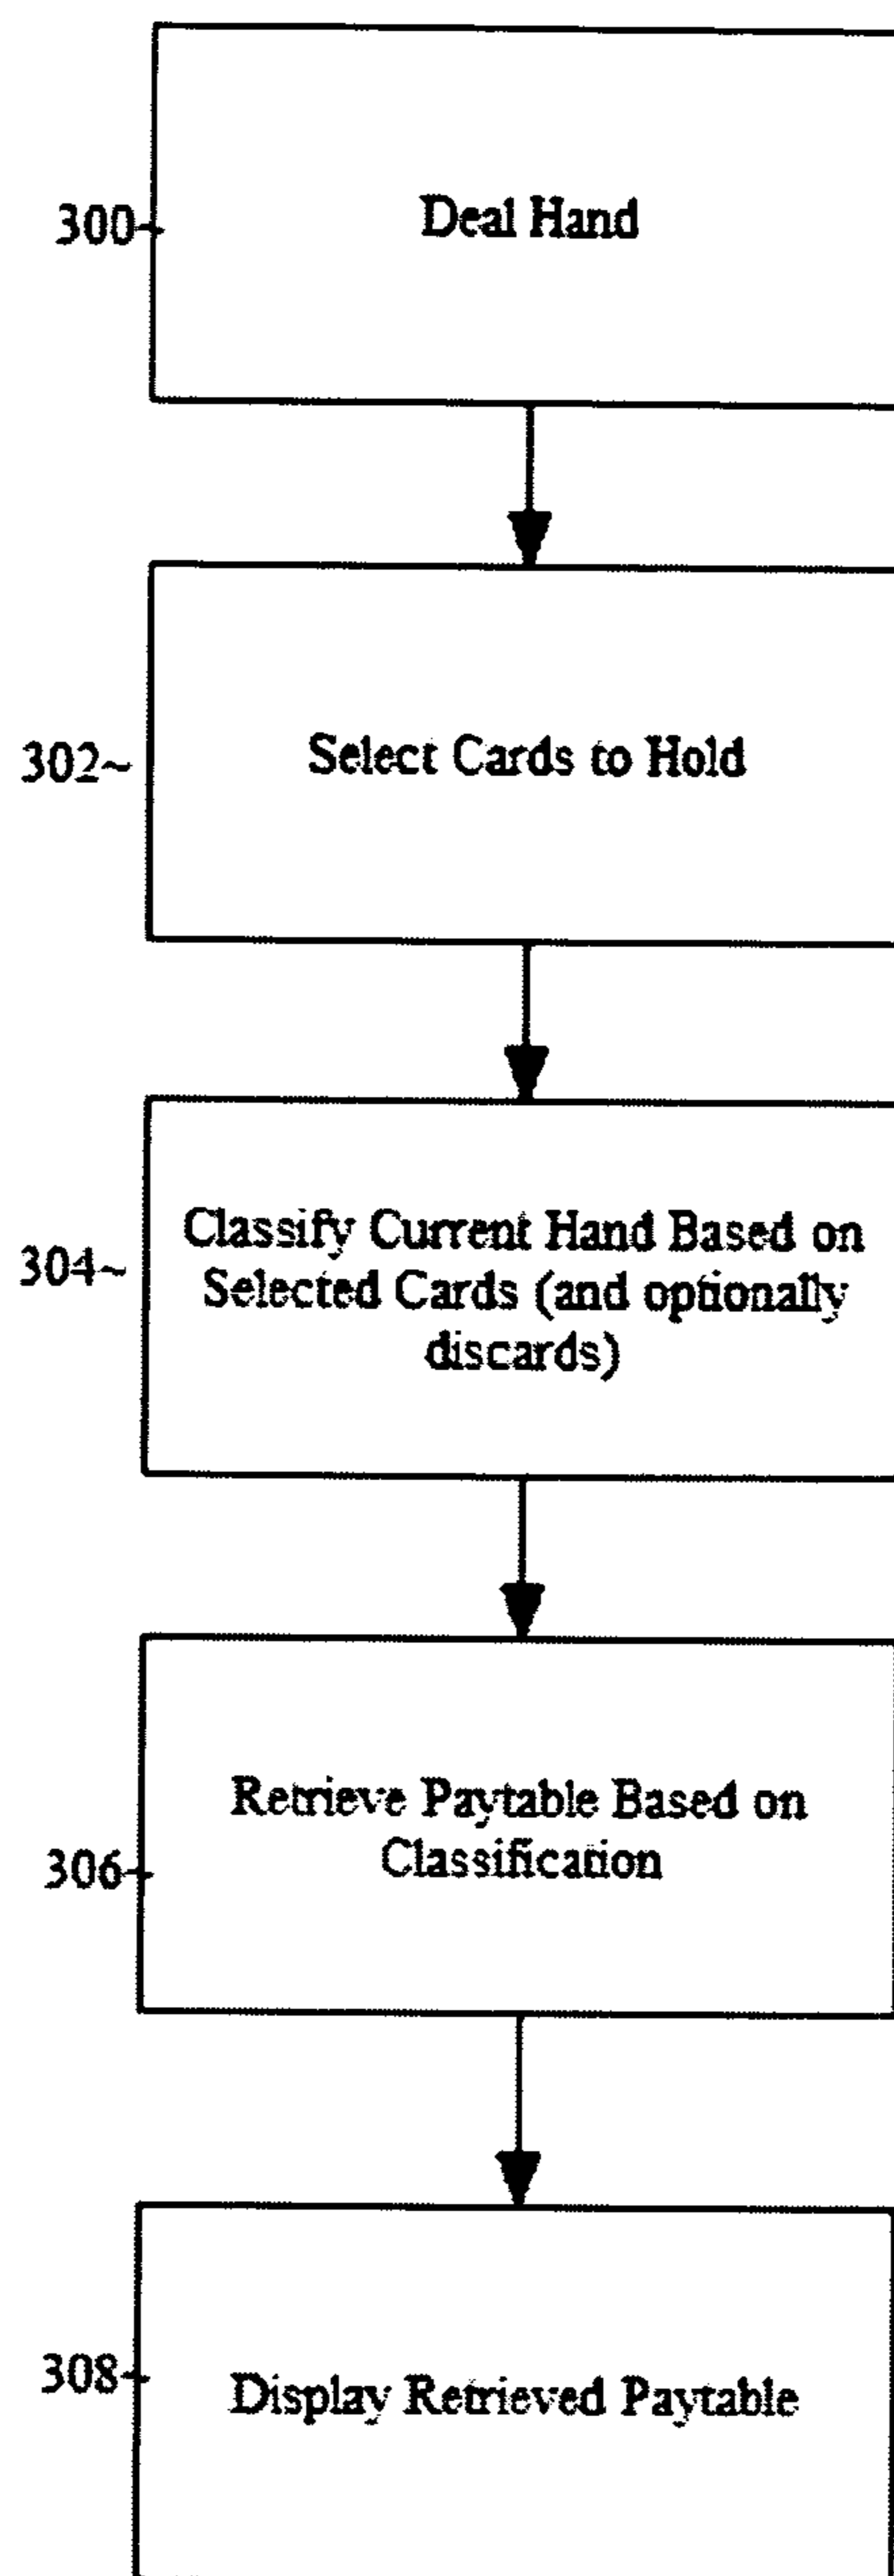 300
Deal Hand
302~
Select Cards to Hold
304~
Classify Current Hand Based on
Selected Cards (and optionally
discards)
306
Retrieve Paytable Based on
Classification
308
Display Retrieved Paytable